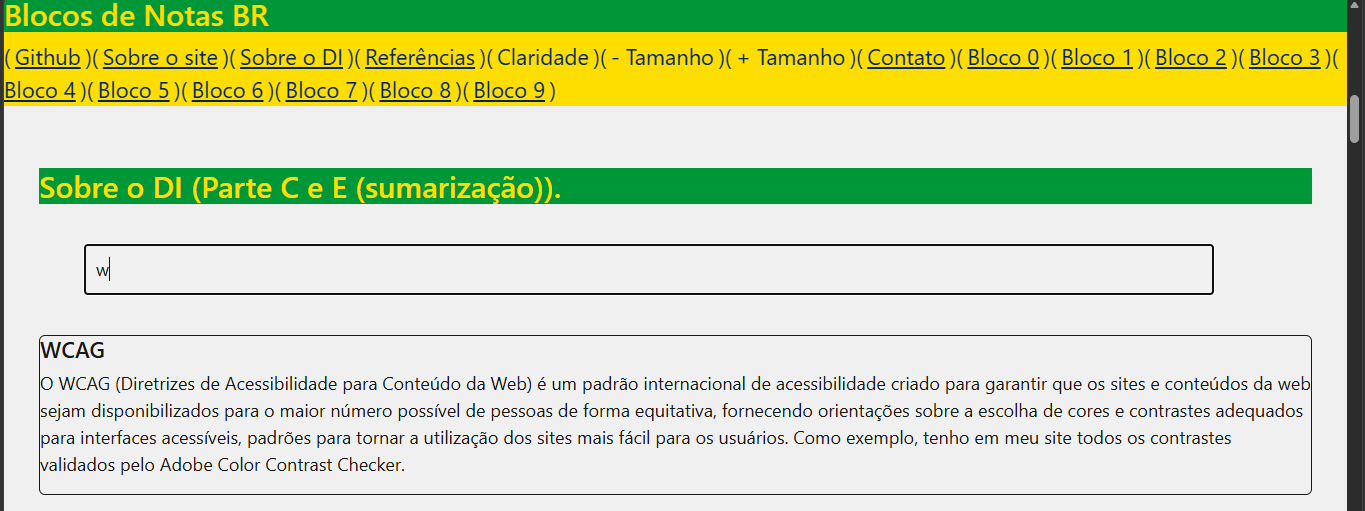 Blocos de Notas BR
( Github )( Sobre o site )( Sobre o DI )( Referências )( Claridade )( - Tamanho )( + Tamanho )( Contato )( Bloco 0 )( Bloco 1 )( Bloco 2 )( Bloco 3 )(
Bloco 4 )( Bloco 5 )( Bloco 6 )( Bloco 7 )( Bloco 8 )( Bloco 9 )
Sobre o DI (Parte C e E (sumarização)).
w
WCAG
O WCAG (Diretrizes de Acessibilidade para Conteúdo da Web) é um padrão internacional de acessibilidade criado para garantir que os sites e conteúdos da web
sejam disponibilizados para o maior número possível de pessoas de forma equitativa, fornecendo orientações sobre a escolha de cores e contrastes adequados
para interfaces acessíveis, padrões para tornar a utilização dos sites mais fácil para os usuários. Como exemplo, tenho em meu site todos os contrastes
validados pelo Adobe Color Contrast Checker.